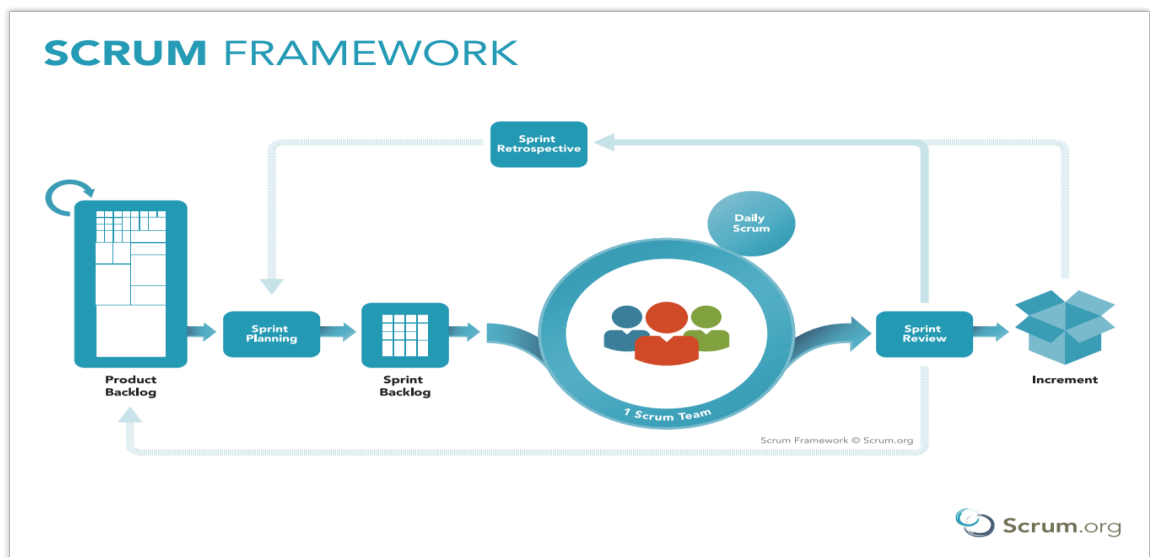 SCRUM FRAMEWORK
Sprint
Retrospective
Daily
Scrum
Sprint
Planning
Sprint
Review
Product
Backlog
Sprint
Backlog
1 Scrum Team
Increment
Scrum Framework © Scrum.org
Scrum.org